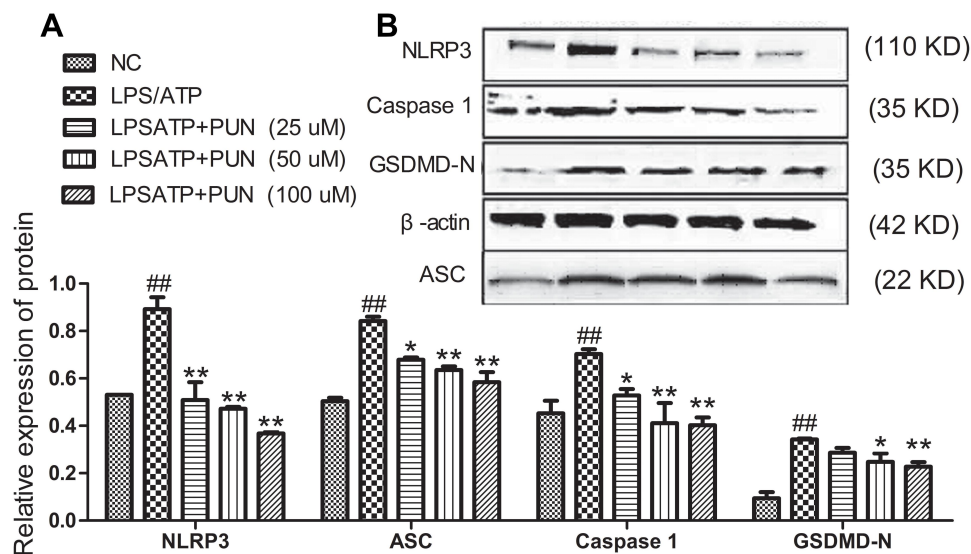 A
NC
LPS/ATP
LPSATP+PUN (25 uM)
LPSATP+PUN (50 uM)
LPSATP+PUN (100 uM)
B
NLRP3 (110 KD)
Caspase 1 (35 KD)
GSDMD-N (35 KD)
β -actin (42 KD)
ASC (22 KD)
Relative expression of protein
1.0
0.8
0.6
0.4
0.2
0.0
## ** ** **
## * ** **
## * ** **
## * **
NLRP3 ASC Caspase 1 GSDMD-N